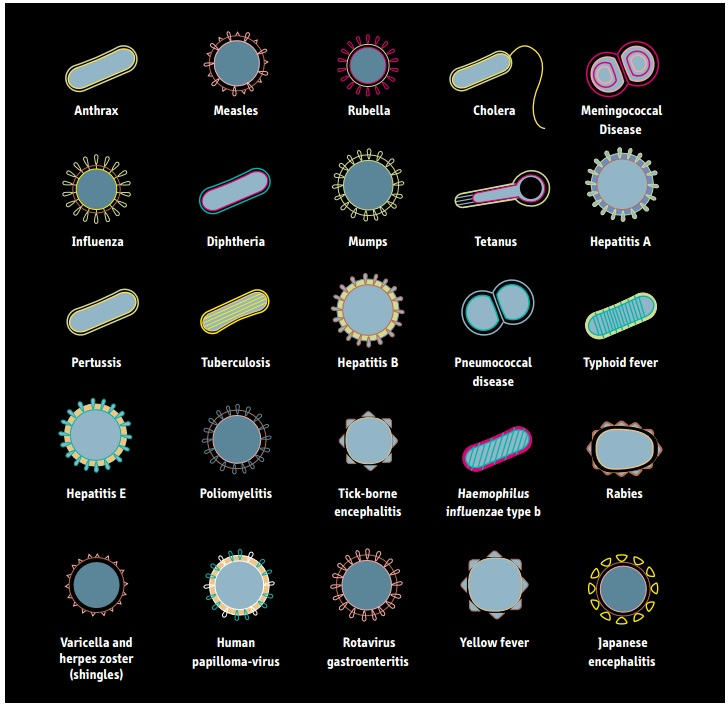 Anthrax
Measles
Rubella
Cholera
Meningococcal
Disease
Influenza
Diphtheria
Mumps
Tetanus
Hepatitis A
Pertussis
Tuberculosis
Hepatitis B
Pneumococcal
disease
Typhoid fever
Hepatitis E
Poliomyelitis
Tick-borne
encephalitis
Haemophilus
influenzae type b
Rabies
Varicella and
herpes zoster
(shingles)
Human
papilloma-virus
Rotavirus
gastroenteritis
Yellow fever
Japanese
encephalitis